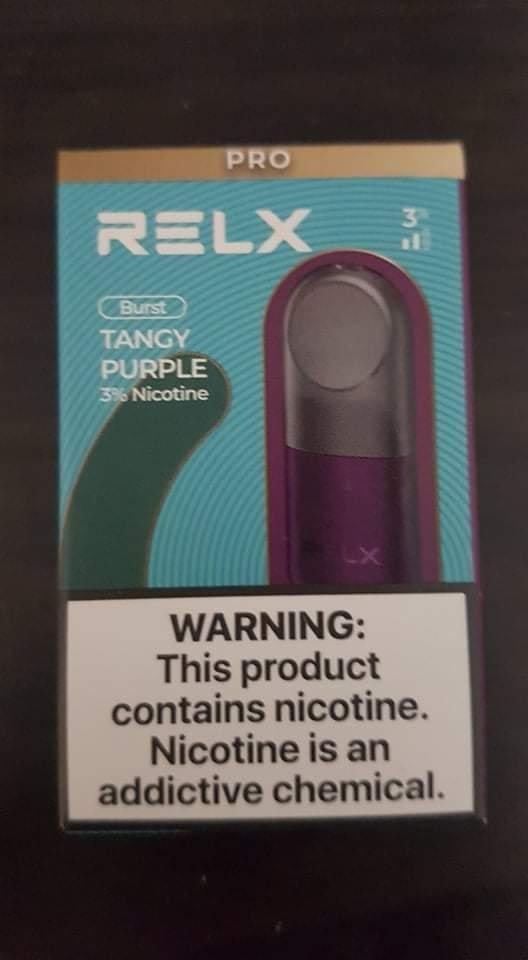 PRO
RELX
3%
Burst
TANGY
PURPLE
3% Nicotine
WARNING:
This product
contains nicotine.
Nicotine is an
addictive chemical.